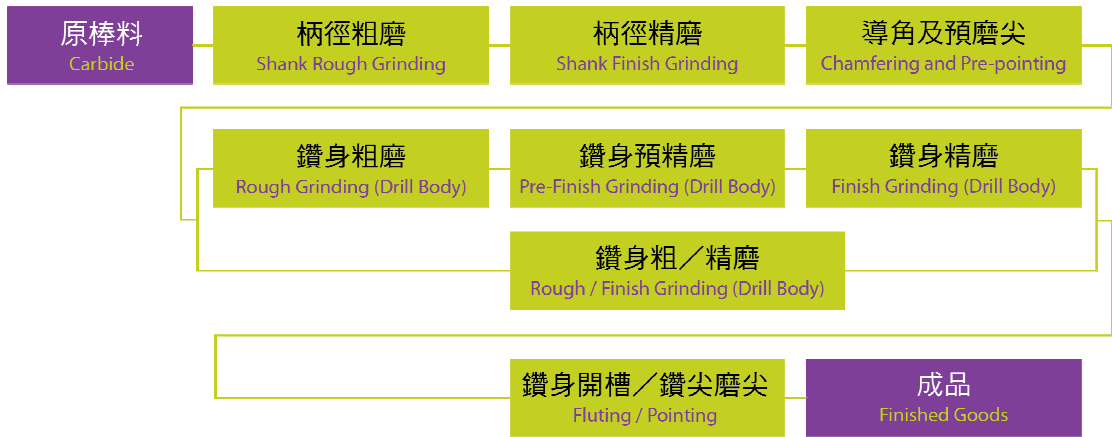 原棒料
Carbide
柄徑粗磨
Shank Rough Grinding
柄徑精磨
Shank Finish Grinding
導角及預磨尖
Chamfering and Pre-pointing
鑽身粗磨
Rough Grinding (Drill Body)
鑽身預精磨
Pre-Finish Grinding (Drill Body)
鑽身精磨
Finish Grinding (Drill Body)
鑽身粗／精磨
Rough / Finish Grinding (Drill Body)
鑽身開槽／鑽尖磨尖
Fluting / Pointing
成品
Finished Goods